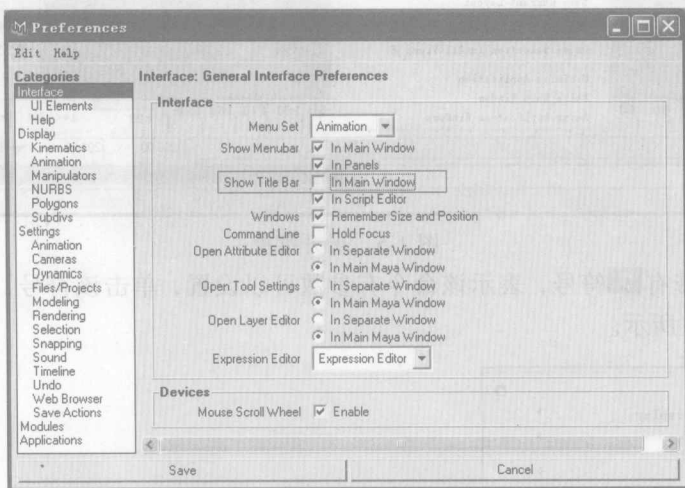 Preferences
Edit Help
Categories
Interface
UI Elements
Help
Display
Kinematics
Animation
Manipulators
NURBS
Polygons
Subdivs
Settings
Animation
Cameras
Dynamics
Files/Projects
Modeling
Rendering
Selection
Snapping
Sound
Timeline
Undo
Web Browser
Save Actions
Modules
Applications
Interface: General Interface Preferences
Interface
Menu Set Animation
Show Menubar In Main Window
In Panels
Show Title Bar In Main Window
In Script Editor
Windows Remember Size and Position
Command Line Hold Focus
Open Attribute Editor In Separate Window
In Main Maya Window
Open Tool Settings In Separate Window
In Main Maya Window
Open Layer Editor In Separate Window
In Main Maya Window
Expression Editor Expression Editor
Devices
Mouse Scroll Wheel Enable
Save Cancel